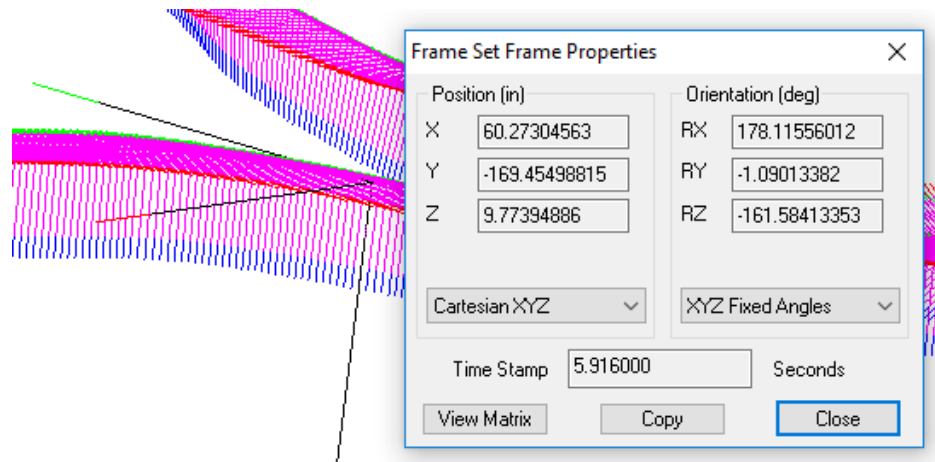 Frame Set Frame Properties
Position (in) Orientation (deg)
X 60.27304563 RX 178.11556012
Y -169.45498815 RY -1.09013382
Z 9.77394886 RZ -161.58413353
Cartesian XYZ XYZ Fixed Angles
Time Stamp 5.916000 Seconds
View Matrix Copy Close